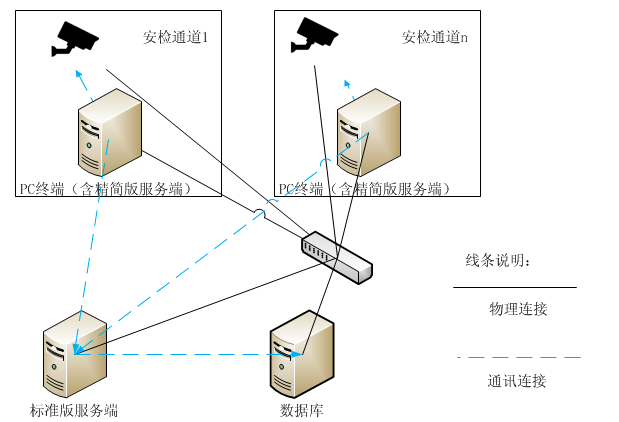 安检通道1
安检通道n
PC终端（含精简版服务端）
PC终端（含精简版服务端）
线条说明：
物理连接
通讯连接
标准版服务端
数据库